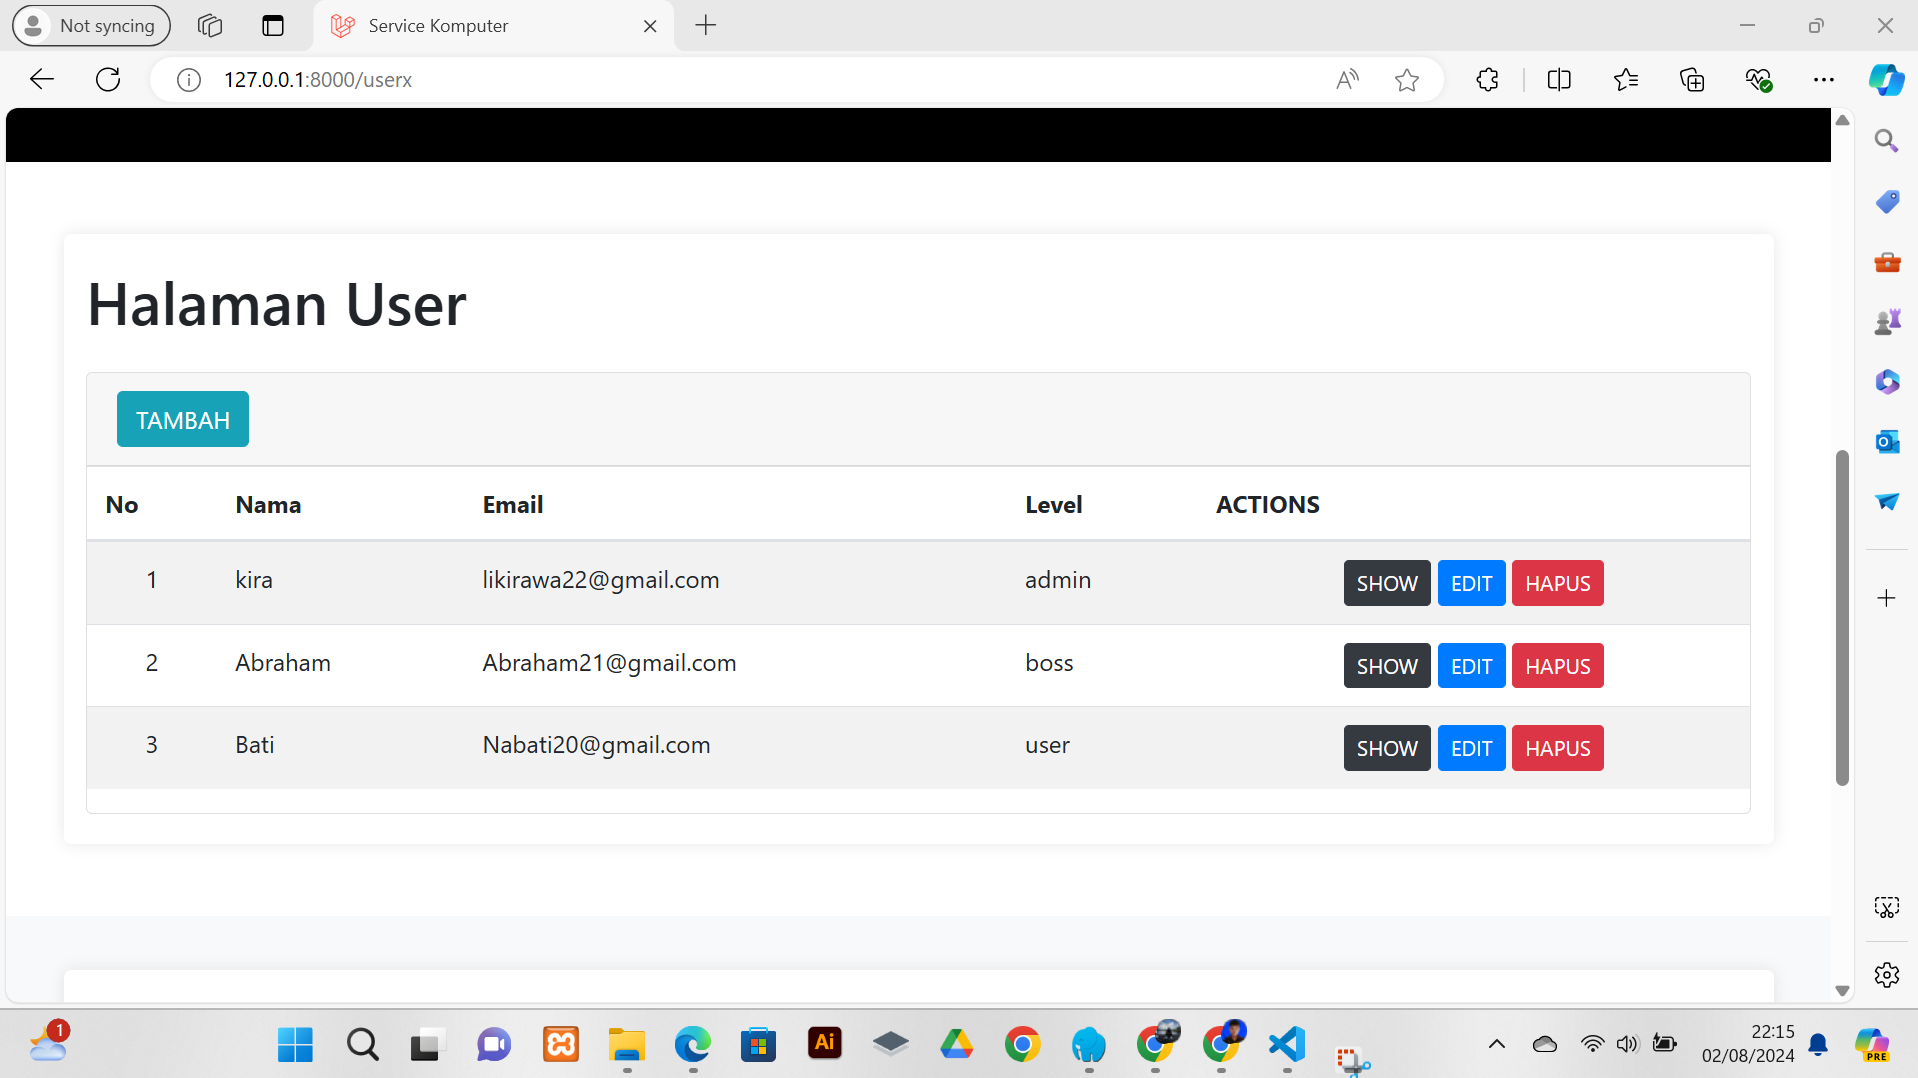 Not syncing
Service Komputer
127.0.0.1:8000/userx
Halaman User
TAMBAH
No Nama Email Level ACTIONS
1 kira likirawa22@gmail.com admin SHOW EDIT HAPUS
2 Abraham Abraham21@gmail.com boss SHOW EDIT HAPUS
3 Bati Nabati20@gmail.com user SHOW EDIT HAPUS
1
Ai
22:15
02/08/2024
PRE